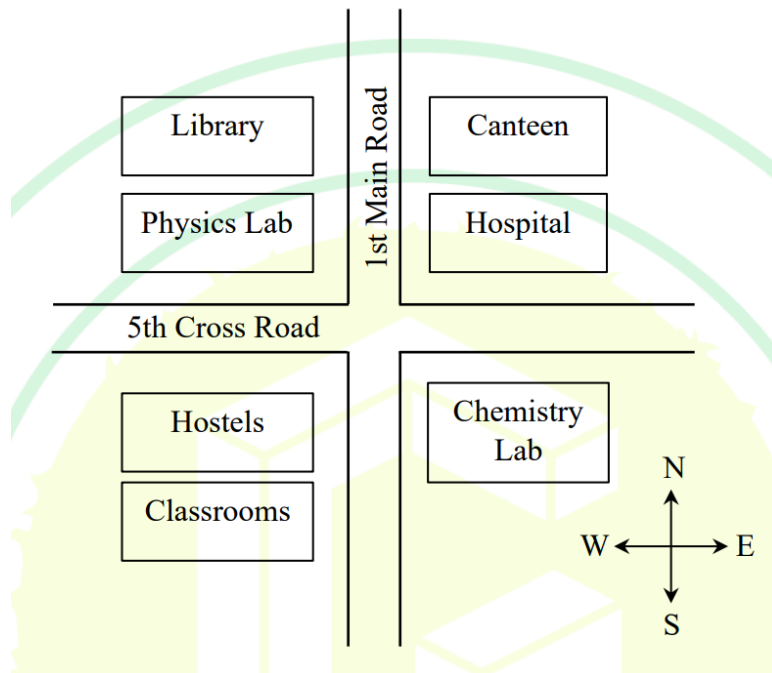 Library
Canteen
1st Main Road
Physics Lab
Hospital
5th Cross Road
Hostels
Chemistry
Lab
Classrooms
N
W
E
S